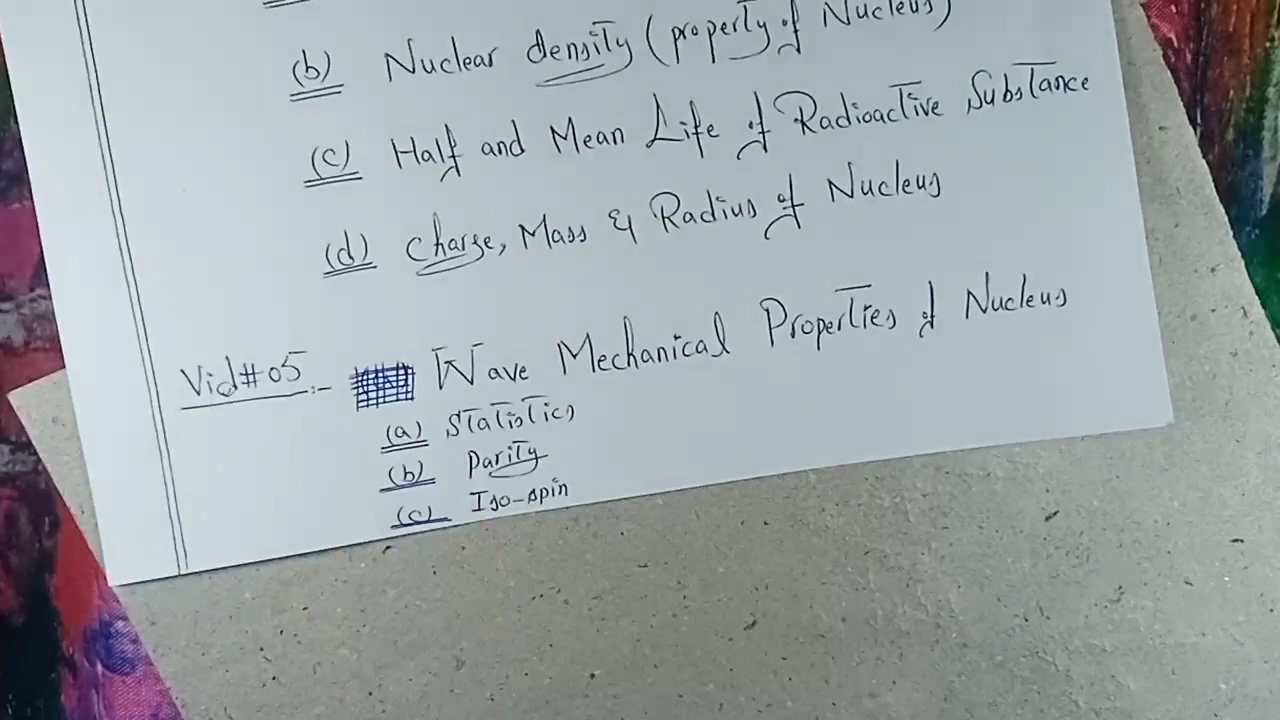 (b) Nuclear density (property of Nucleus)
(c) Half and Mean Life of Radioactive Substance
(d) Charge, Mass & Radius of Nucleus
Vid#05:- Wave Mechanical Properties of Nucleus
(a) Statistics
(b) Parity
(c) Iso-spin